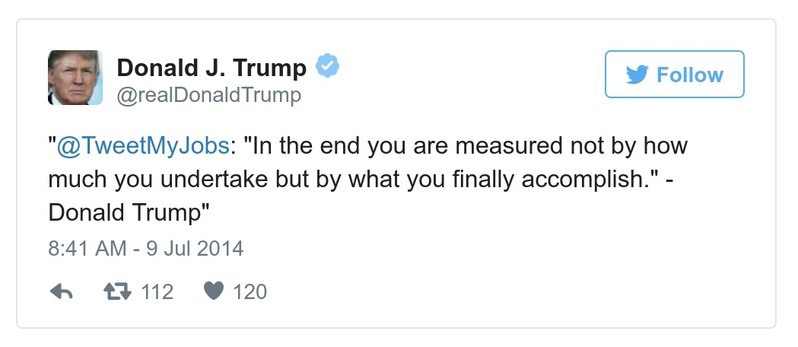 Donald J. Trump
@realDonaldTrump
Follow
"@TweetMyJobs: "In the end you are measured not by how
much you undertake but by what you finally accomplish." -
Donald Trump"
8:41 AM - 9 Jul 2014
112 120